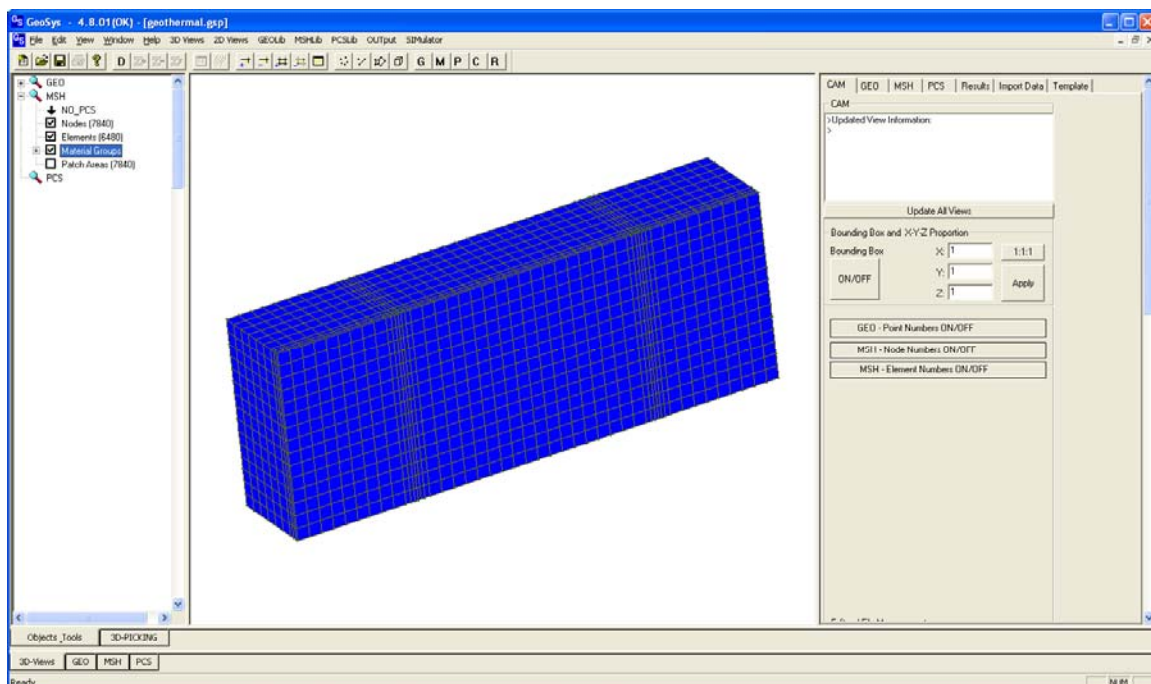 GeoSys - 4.8.01(OK) - [geothermal.gsp]
File Edit View Window Help 3D Views 2D Views GEOLib MSHLib PCSLib OUTput SIMulator
D G M P C R
GEO
MSH
NO_PCS
Nodes (7840)
Elements (6480)
Material Groups
Patch Areas (7840)
PCS
CAM GEO MSH PCS Results Import Data Template
CAM
>Updated View Information:
>
Update All Views
Bounding Box and X-Y-Z Proportion
Bounding Box X: 1 1:1:1
ON/OFF Y: 1 Apply
Z: 1
GEO - Point Numbers ON/OFF
MSH - Node Numbers ON/OFF
MSH - Element Numbers ON/OFF
Objects_Tools 3D-PICKING
3D-Views GEO MSH PCS
Ready NUM